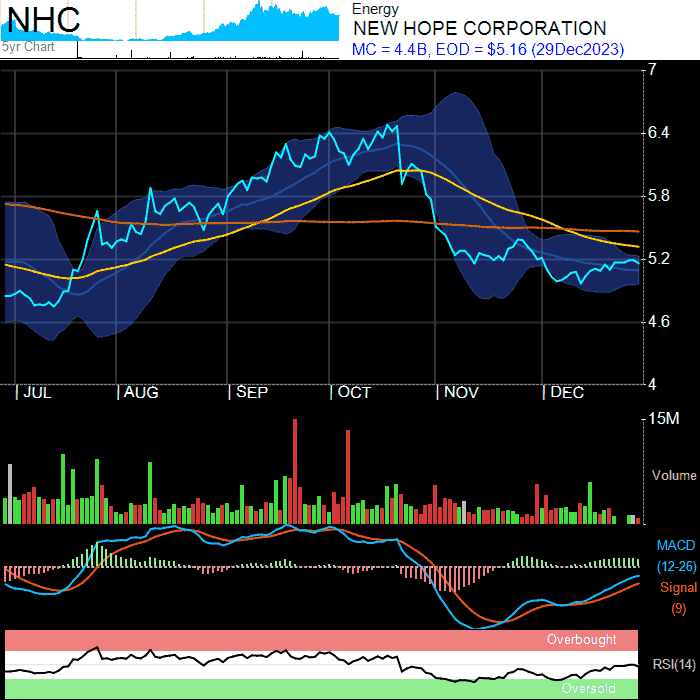 NHC
5yr Chart
Energy
NEW HOPE CORPORATION
MC = 4.4B, EOD = $5.16 (29Dec2023)
7
6.4
5.8
5.2
4.6
4
JUL AUG SEP OCT NOV DEC
15M
Volume
MACD
(12-26)
Signal
(9)
Overbought
RSI(14)
Oversold